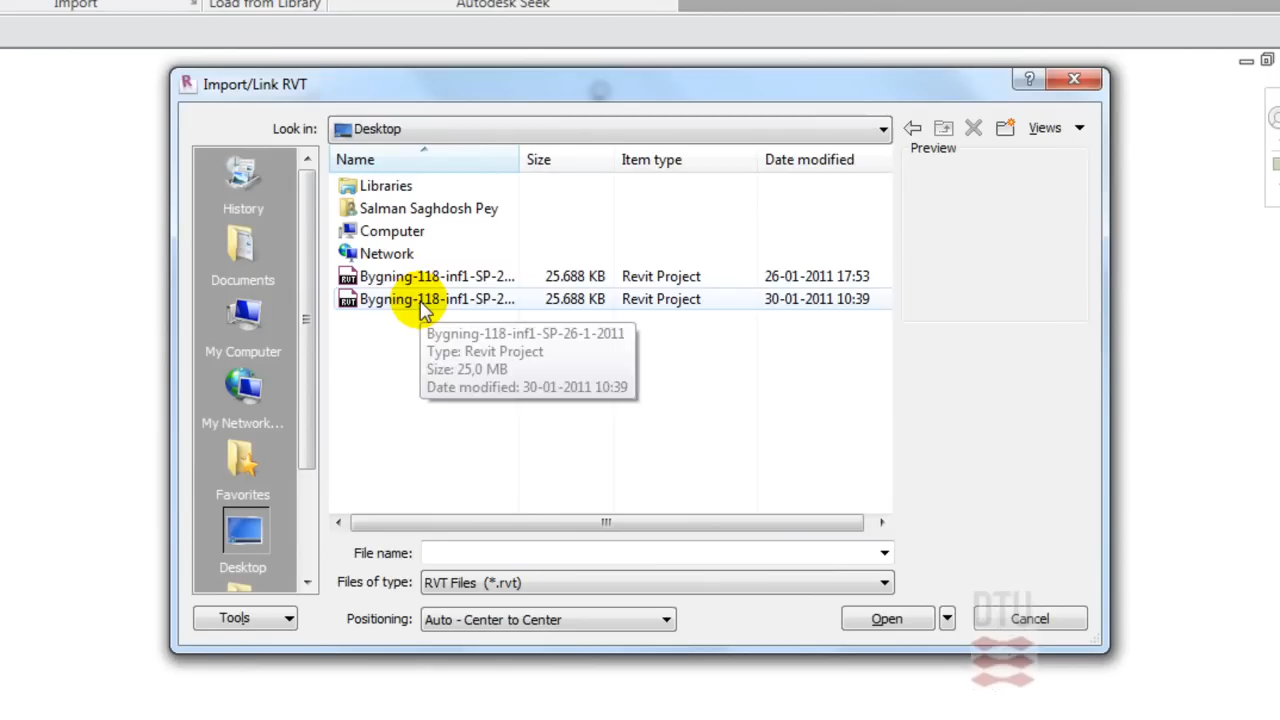 Import
Load from Library
Autodesk Seek
Import/Link RVT
Look in:
Desktop
Views
Name
Size
Item type
Date modified
Preview
Libraries
Salman Saghdosh Pey
Computer
Network
Bygning-118-inf1-SP-2... 25.688 KB Revit Project 26-01-2011 17:53
Bygning-118-inf1-SP-2... 25.688 KB Revit Project 30-01-2011 10:39
Bygning-118-inf1-SP-26-1-2011
Type: Revit Project
Size: 25,0 MB
Date modified: 30-01-2011 10:39
History
Documents
My Computer
My Network...
Favorites
Desktop
File name:
Files of type: RVT Files (*.rvt)
Tools
Positioning: Auto - Center to Center
Open
Cancel
DTU